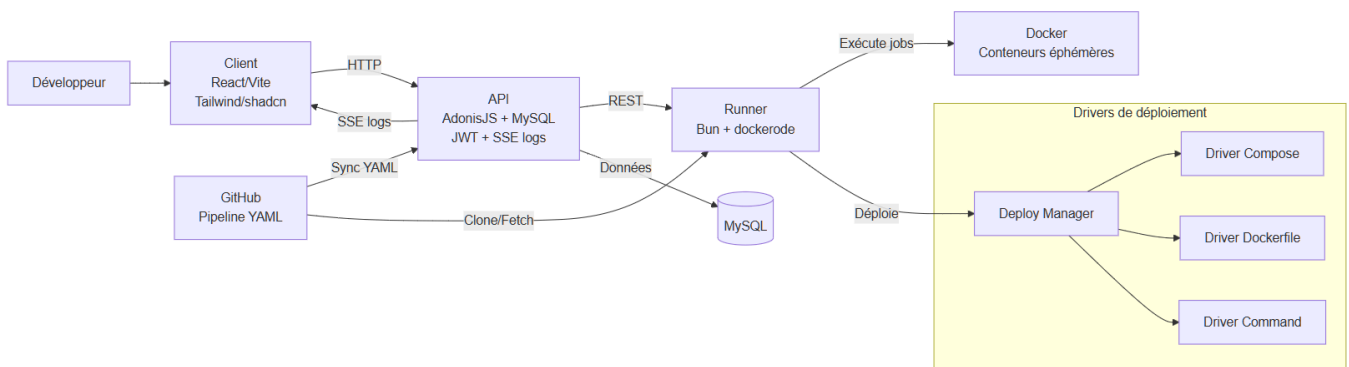 Développeur
Client
React/Vite
Tailwind/shadcn
HTTP
SSE logs
GitHub
Pipeline YAML
Sync YAML
Clone/Fetch
API
AdonisJS + MySQL
JWT + SSE logs
REST
Données
MySQL
Runner
Bun + dockerode
Exécute jobs
Déploie
Docker
Conteneurs éphémères
Drivers de déploiement
Deploy Manager
Driver Compose
Driver Dockerfile
Driver Command